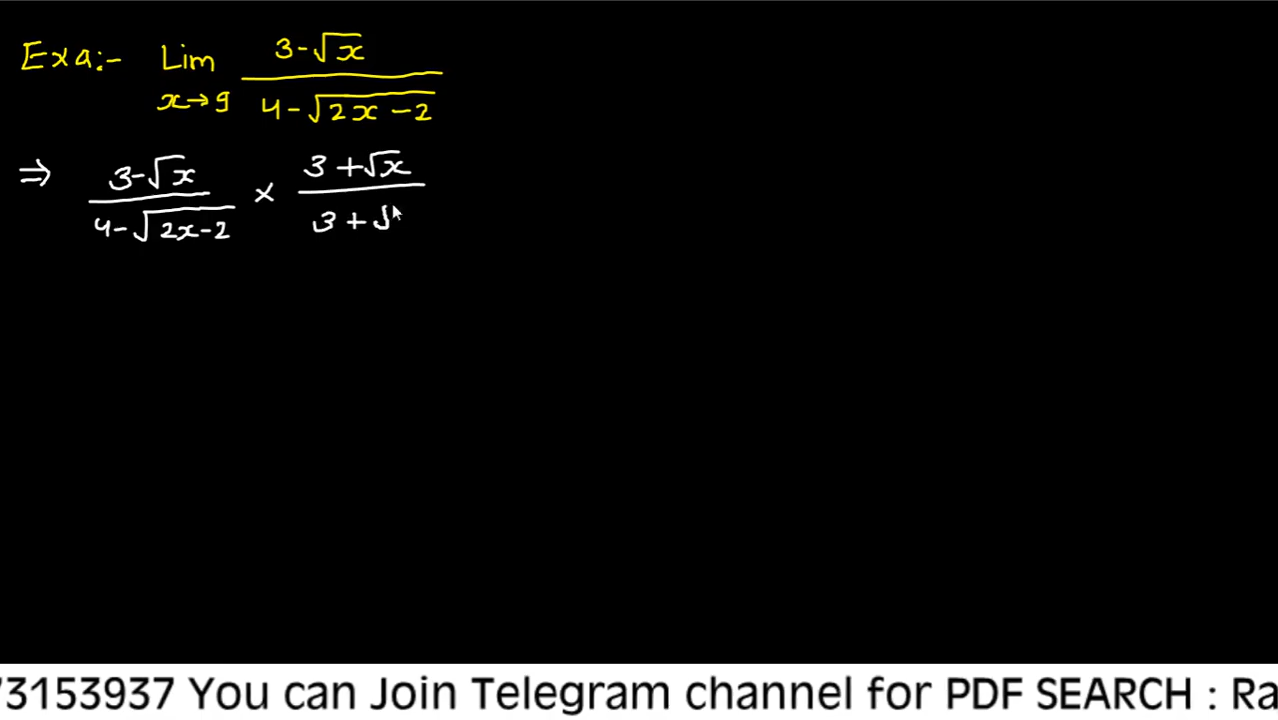 Exa:- Lim x→9 3-√x / 4-√2x-2
⇒ 3-√x / 4-√2x-2 × 3+√x / 3+√
73153937 You can Join Telegram channel for PDF SEARCH : Ra